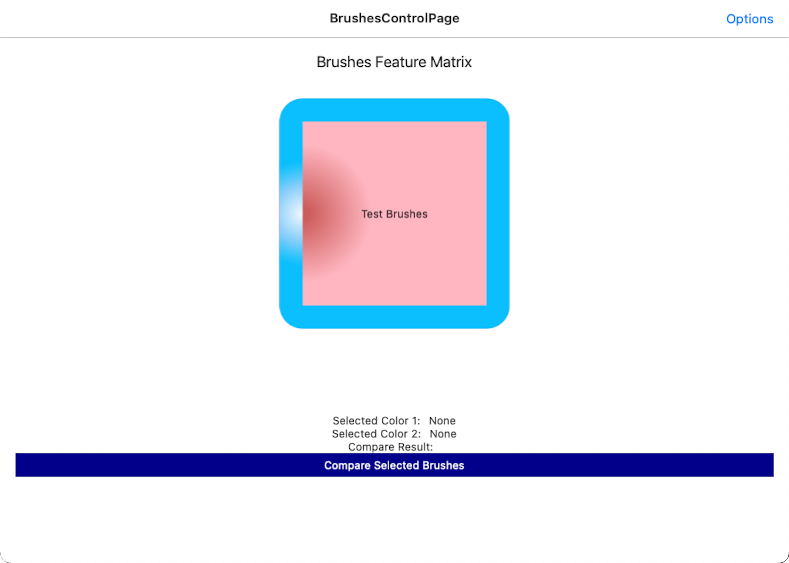 BrushesControlPage
Options
Brushes Feature Matrix
Test Brushes
Selected Color 1: None
Selected Color 2: None
Compare Result:
Compare Selected Brushes